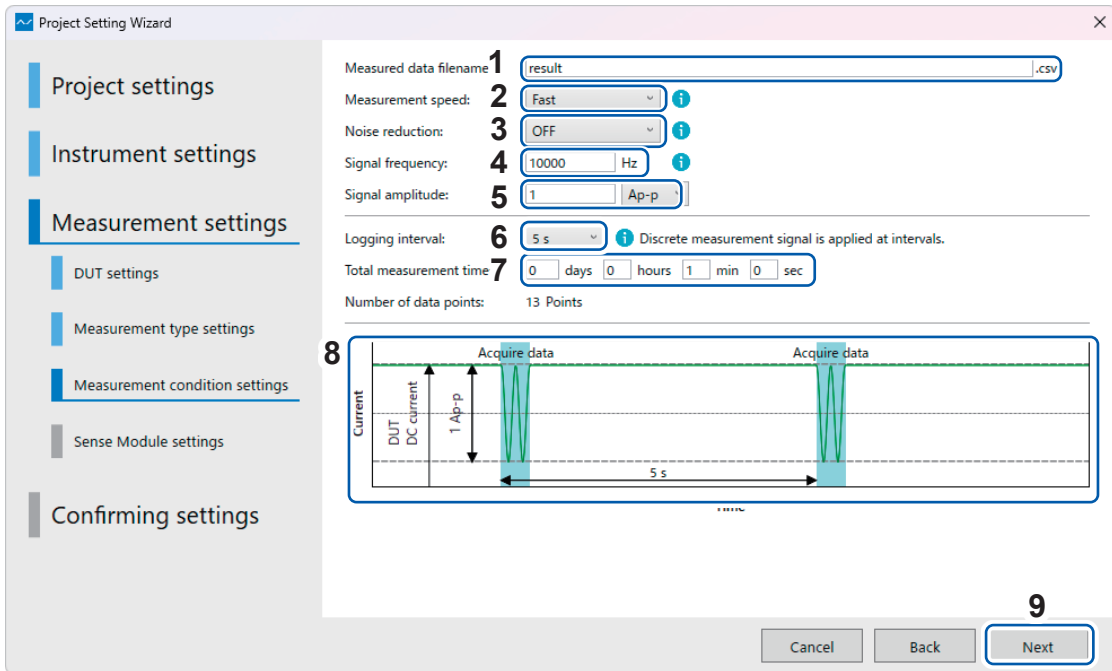 Project Setting Wizard
Project settings
Instrument settings
Measurement settings
DUT settings
Measurement type settings
Measurement condition settings
Sense Module settings
Confirming settings
Measured data filename 1 result .csv
Measurement speed: 2 Fast
Noise reduction: 3 OFF
Signal frequency: 4 10000 Hz
Signal amplitude: 5 1 Ap-p
Logging interval: 6 5 s Discrete measurement signal is applied at intervals.
Total measurement time 7 0 days 0 hours 1 min 0 sec
Number of data points: 13 Points
8
Acquire data Acquire data
Current
DUT
DC current
1 Ap-p
5 s
9
Cancel Back Next